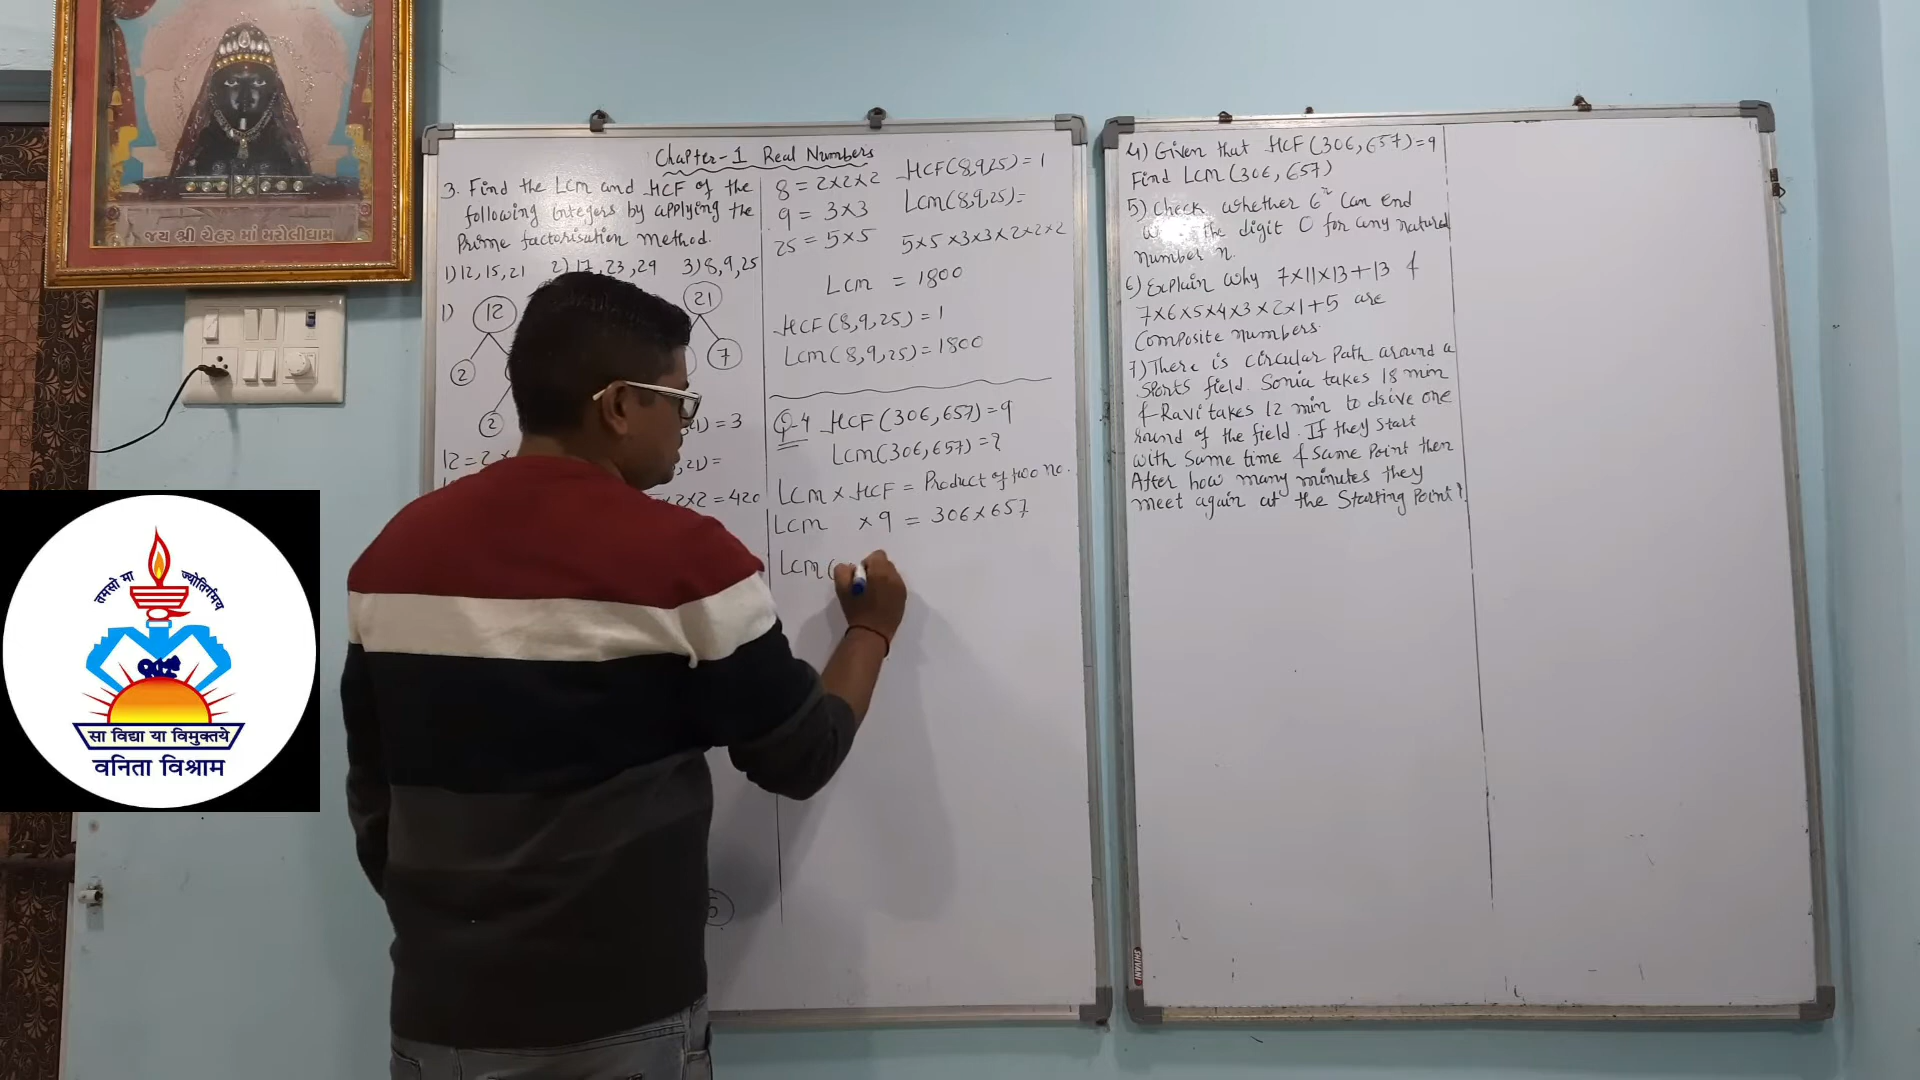 જય શ્રી ચેહર માં મરોલીધામ
Chapter-1 Real Numbers
3. Find the Lcm and HCF of the
following integers by applying the
Prime factorisation method.
1) 12, 15, 21 2) 17, 23, 29 3) 8, 9, 25
1) 12
21
2
7
2
) = 3
12 = 2 ×
, 21) =
×2×2 = 420
8 = 2×2×2
9 = 3×3
25 = 5×5
HCF(8,9,25) = 1
Lcm(8,9,25) =
5×5×3×3×2×2×2
Lcm = 1800
HCF(8,9,25) = 1
Lcm(8,9,25) = 1800
Q-4 HCF(306,657) = 9
Lcm(306,657) = ?
Lcm × HCF = Product of two no.
Lcm × 9 = 306×657
Lcm(
4) Given that HCF(306,657) = 9
Find Lcm(306,657)
5) Check whether 6ⁿ can end
the digit 0 for any natural
number n.
6) Explain why 7×11×13+13 &
7×6×5×4×3×2×1+5 are
Composite numbers.
7) There is circular Path around a
Sports field. Sonia takes 18 min
& Ravi takes 12 min to drive one
round of the field. If they start
with same time & same Point then
After how many minutes they
meet again at the Starting Point?
SHIVANI
तमसो मा
ज्योतिर्गमय
सा विद्या या विमुक्तये
वनिता विश्राम